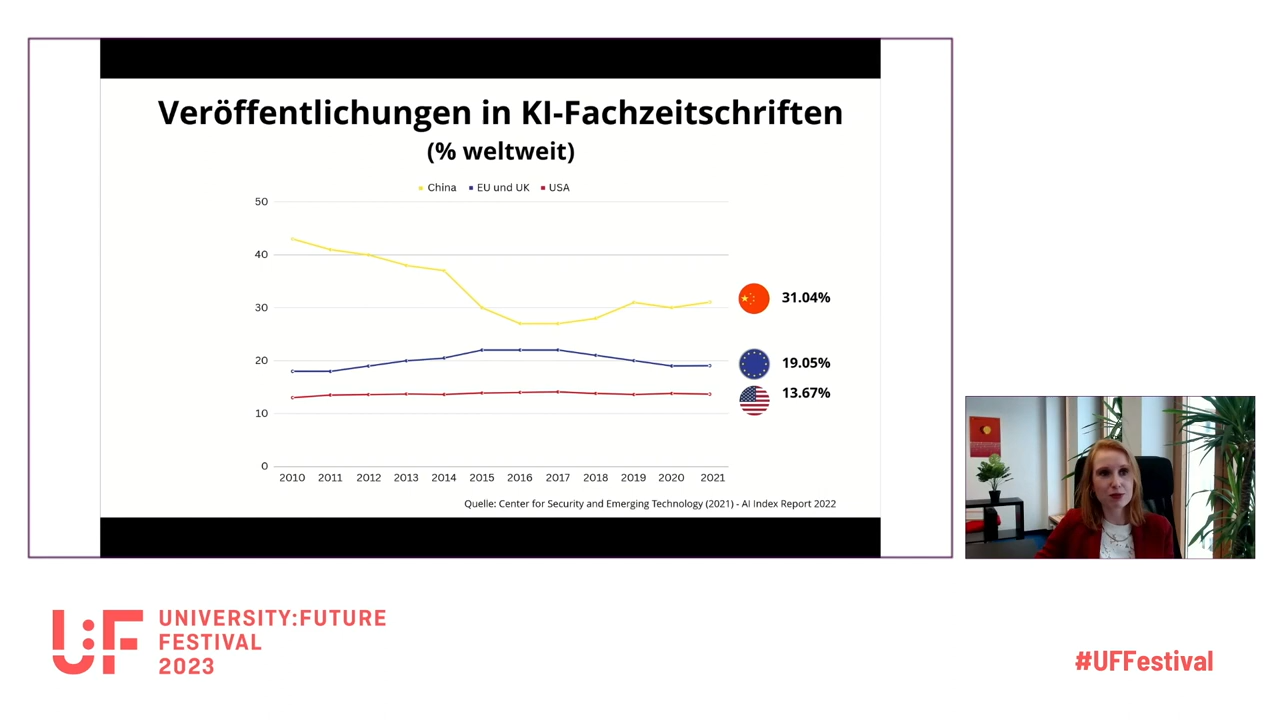 Veröffentlichungen in KI-Fachzeitschriften
(% weltweit)
China EU und UK USA
50
40
30
20
10
0
31.04%
19.05%
13.67%
2010 2011 2012 2013 2014 2015 2016 2017 2018 2019 2020 2021
Quelle: Center for Security and Emerging Technology (2021) - AI Index Report 2022
U:F
UNIVERSITY:FUTURE
FESTIVAL
2023
#UFFestival